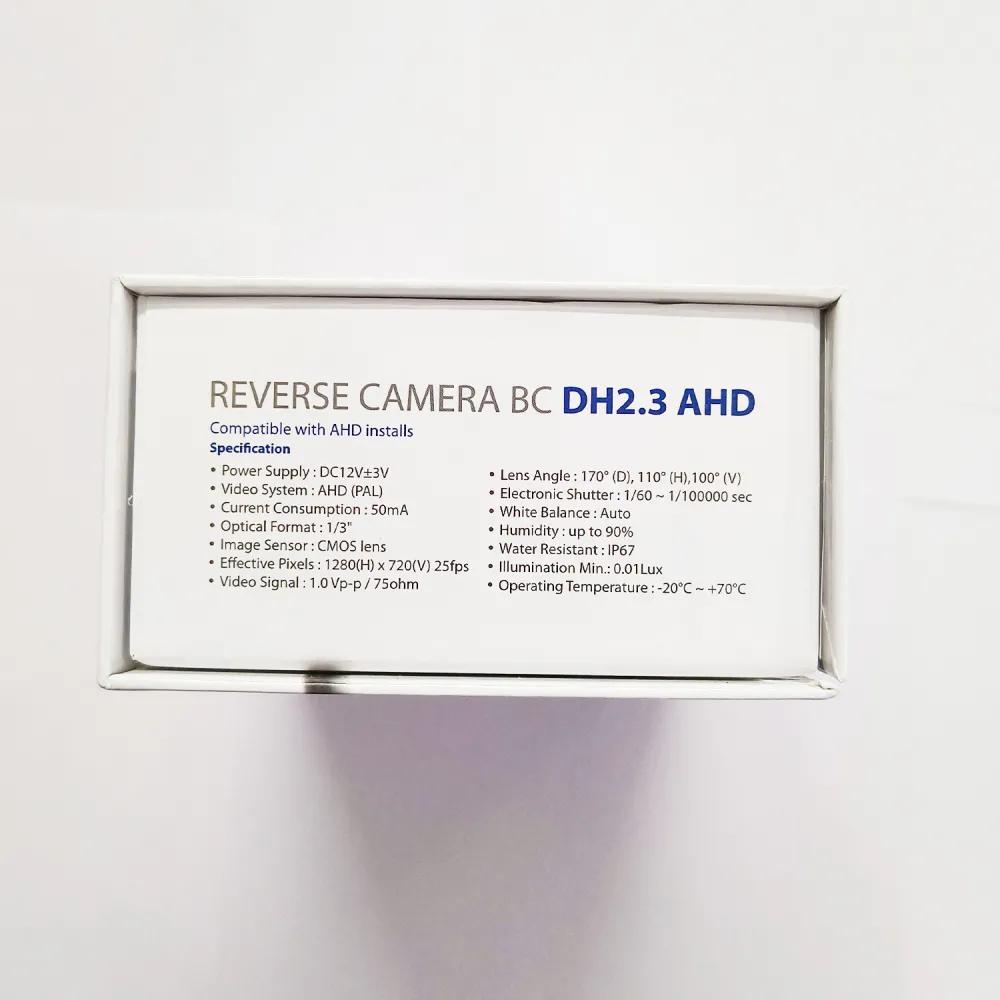 REVERSE CAMERA BC DH2.3 AHD
Compatible with AHD installs
Specification
• Power Supply : DC12V±3V
• Video System : AHD (PAL)
• Current Consumption : 50mA
• Optical Format : 1/3"
• Image Sensor : CMOS lens
• Effective Pixels : 1280(H) x 720(V) 25fps
• Video Signal : 1.0 Vp-p / 75ohm
• Lens Angle : 170° (D), 110° (H),100° (V)
• Electronic Shutter : 1/60 ~ 1/100000 sec
• White Balance : Auto
• Humidity : up to 90%
• Water Resistant : IP67
• Illumination Min.: 0.01Lux
• Operating Temperature : -20°C ~ +70°C